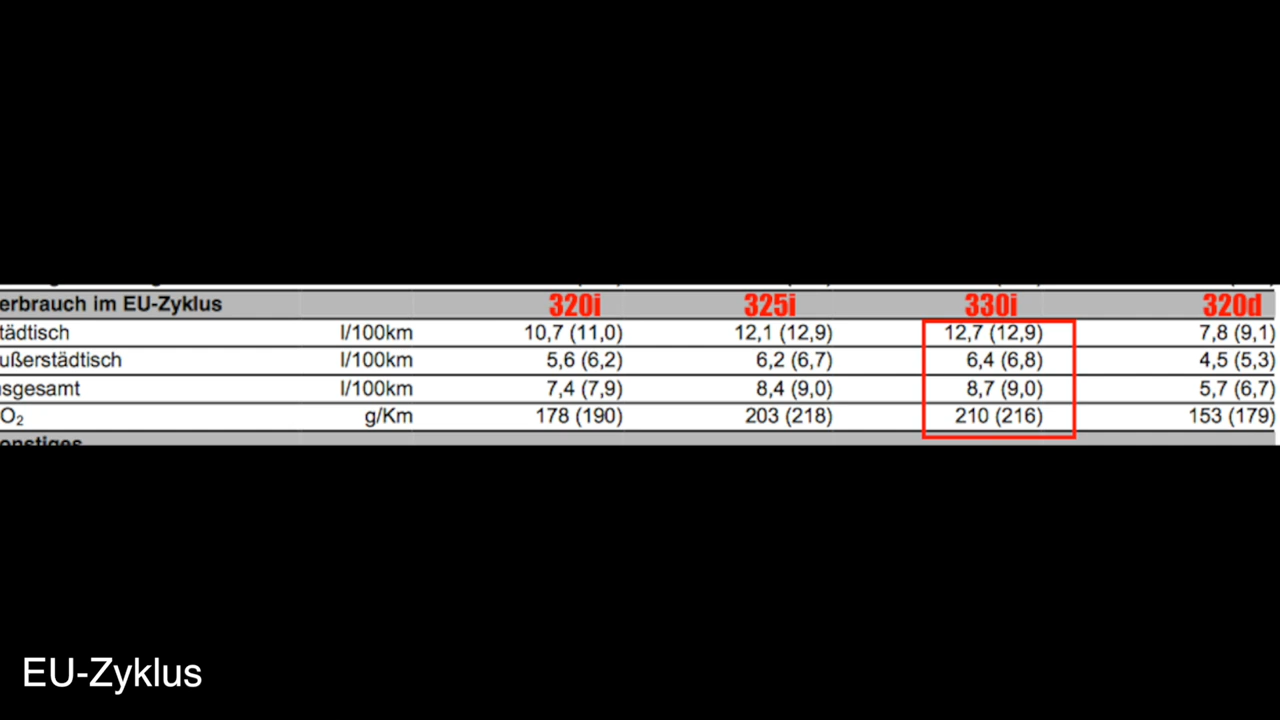 erbrauch im EU-Zyklus 320i 325i 330i 320d
tädtisch l/100km 10,7 (11,0) 12,1 (12,9) 12,7 (12,9) 7,8 (9,1)
ußerstädtisch l/100km 5,6 (6,2) 6,2 (6,7) 6,4 (6,8) 4,5 (5,3)
nsgesamt l/100km 7,4 (7,9) 8,4 (9,0) 8,7 (9,0) 5,7 (6,7)
O₂ g/Km 178 (190) 203 (218) 210 (216) 153 (179)
onstiges
EU-Zyklus